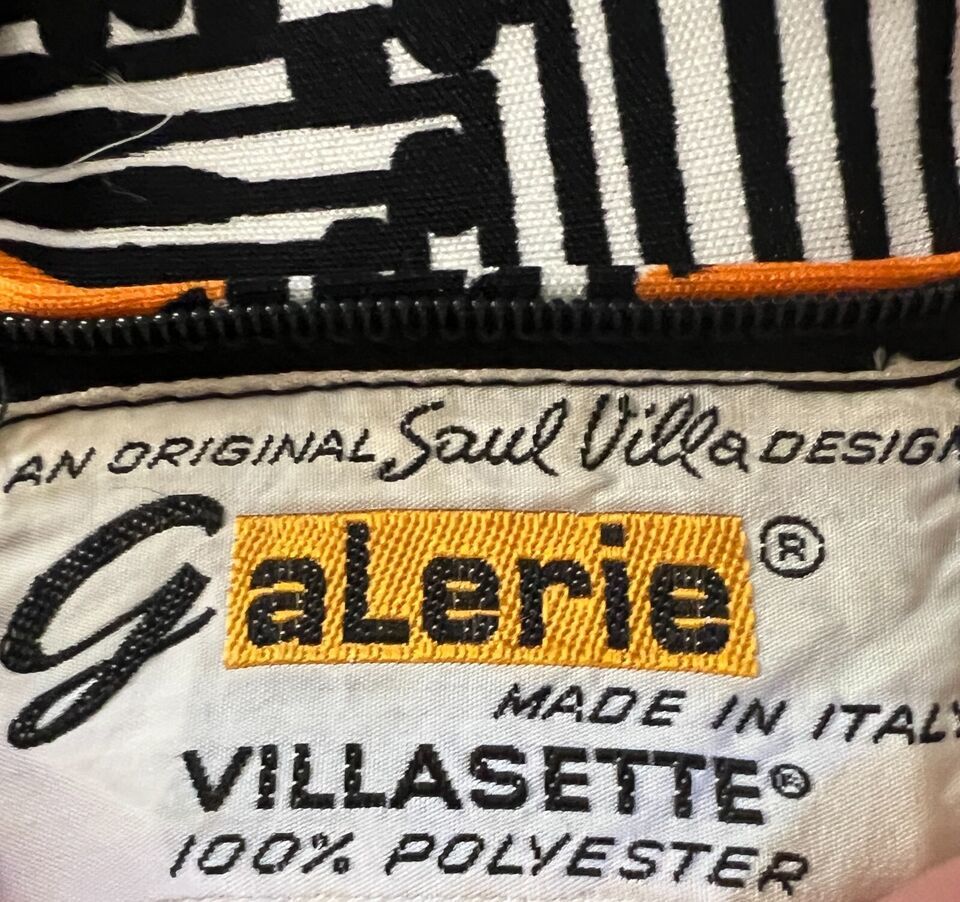 AN ORIGINAL Saul Villa DESIGN
gaLerie®
MADE IN ITALY
VILLASETTE®
100% POLYESTER